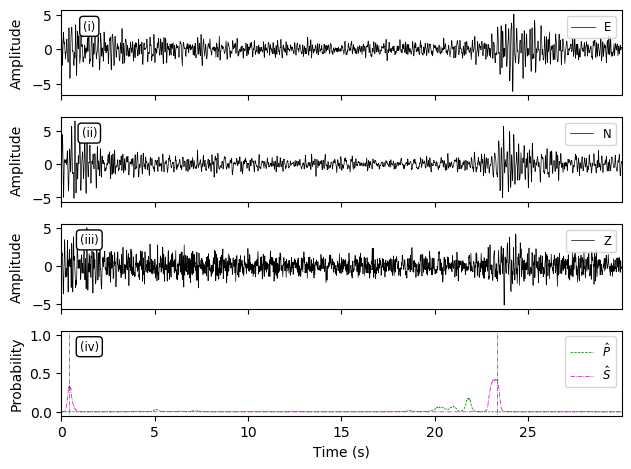 5
0
−5
Amplitude
(i)
E
5
0
−5
Amplitude
(ii)
N
5
0
−5
Amplitude
(iii)
Z
1.0
0.5
0.0
Probability
(iv)
P̂
Ŝ
0 5 10 15 20 25
Time (s)